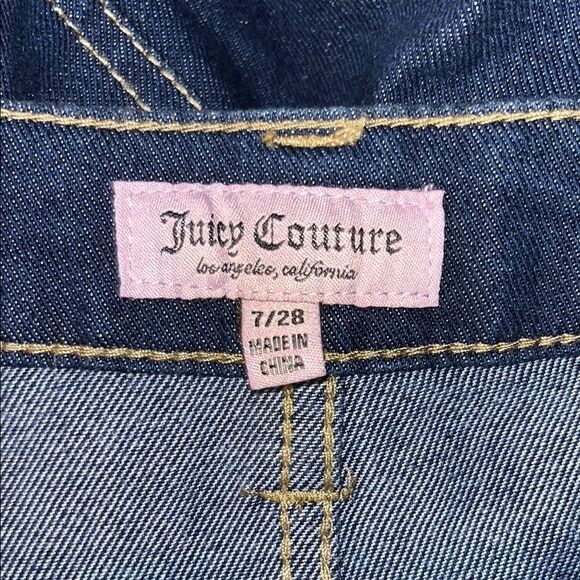 Juicy Couture
los angeles, california
7/28
MADE IN
CHINA